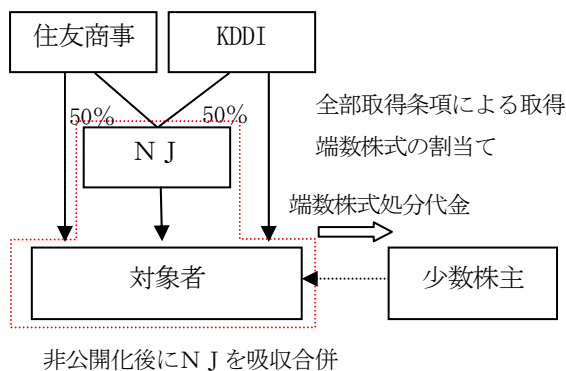 住友商事
KDDI
50%
50%
全部取得条項による取得
NJ
端数株式の割当て
端数株式処分代金
対象者
少数株主
非公開化後にNJを吸収合併